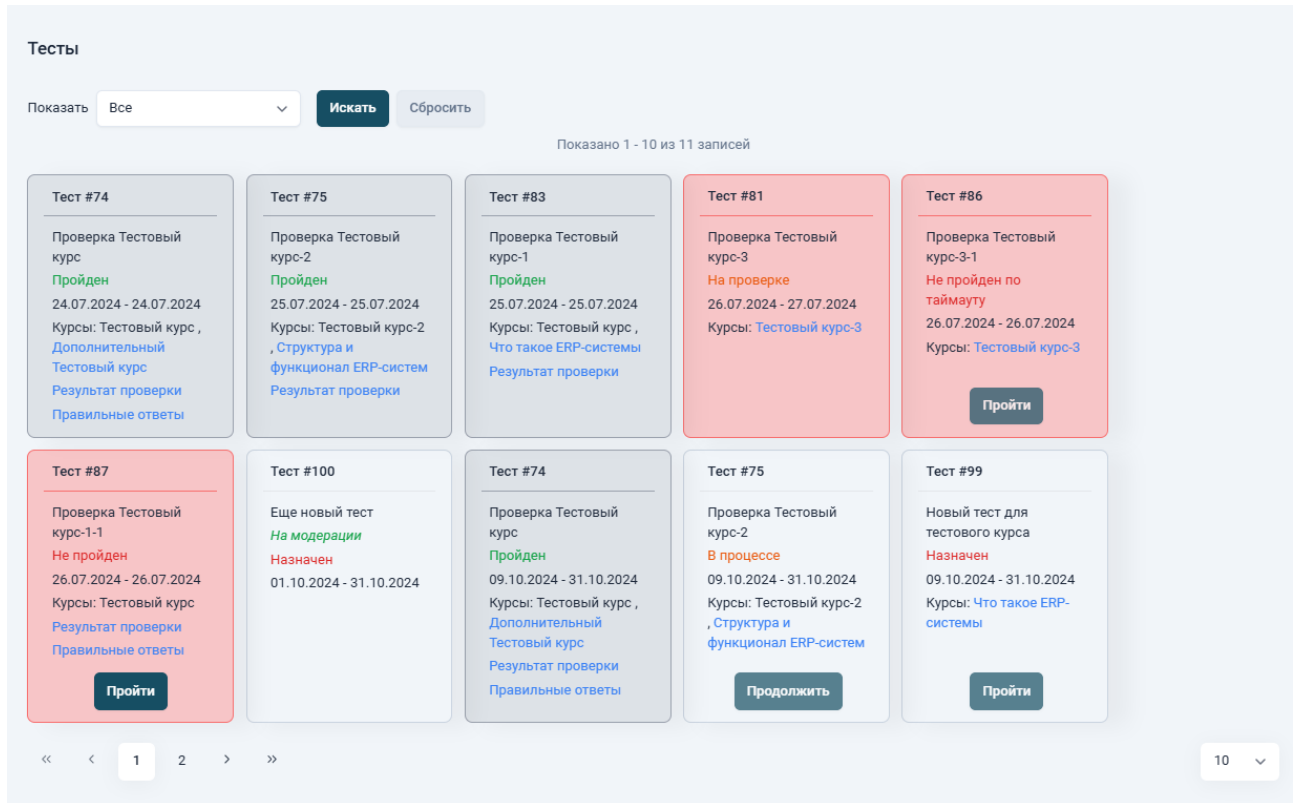 Тесты
Показать Все Искать Сбросить
Показано 1 - 10 из 11 записей
Тест #74
Проверка Тестовый
курс
Пройден
24.07.2024 - 24.07.2024
Курсы: Тестовый курс ,
Дополнительный
Тестовый курс
Результат проверки
Правильные ответы
Тест #75
Проверка Тестовый
курс-2
Пройден
25.07.2024 - 25.07.2024
Курсы: Тестовый курс-2
, Структура и
функционал ERP-систем
Результат проверки
Тест #83
Проверка Тестовый
курс-1
Пройден
25.07.2024 - 25.07.2024
Курсы: Тестовый курс ,
Что такое ERP-системы
Результат проверки
Тест #81
Проверка Тестовый
курс-3
На проверке
26.07.2024 - 27.07.2024
Курсы: Тестовый курс-3
Тест #86
Проверка Тестовый
курс-3-1
Не пройден по
таймауту
26.07.2024 - 26.07.2024
Курсы: Тестовый курс-3
Пройти
Тест #87
Проверка Тестовый
курс-1-1
Не пройден
26.07.2024 - 26.07.2024
Курсы: Тестовый курс
Результат проверки
Правильные ответы
Пройти
Тест #100
Еще новый тест
На модерации
Назначен
01.10.2024 - 31.10.2024
Тест #74
Проверка Тестовый
курс
Пройден
09.10.2024 - 31.10.2024
Курсы: Тестовый курс ,
Дополнительный
Тестовый курс
Результат проверки
Правильные ответы
Тест #75
Проверка Тестовый
курс-2
В процессе
09.10.2024 - 31.10.2024
Курсы: Тестовый курс-2
, Структура и
функционал ERP-систем
Продолжить
Тест #99
Новый тест для
тестового курса
Назначен
09.10.2024 - 31.10.2024
Курсы: Что такое ERP-
системы
Пройти
« ‹ 1 2 › » 10